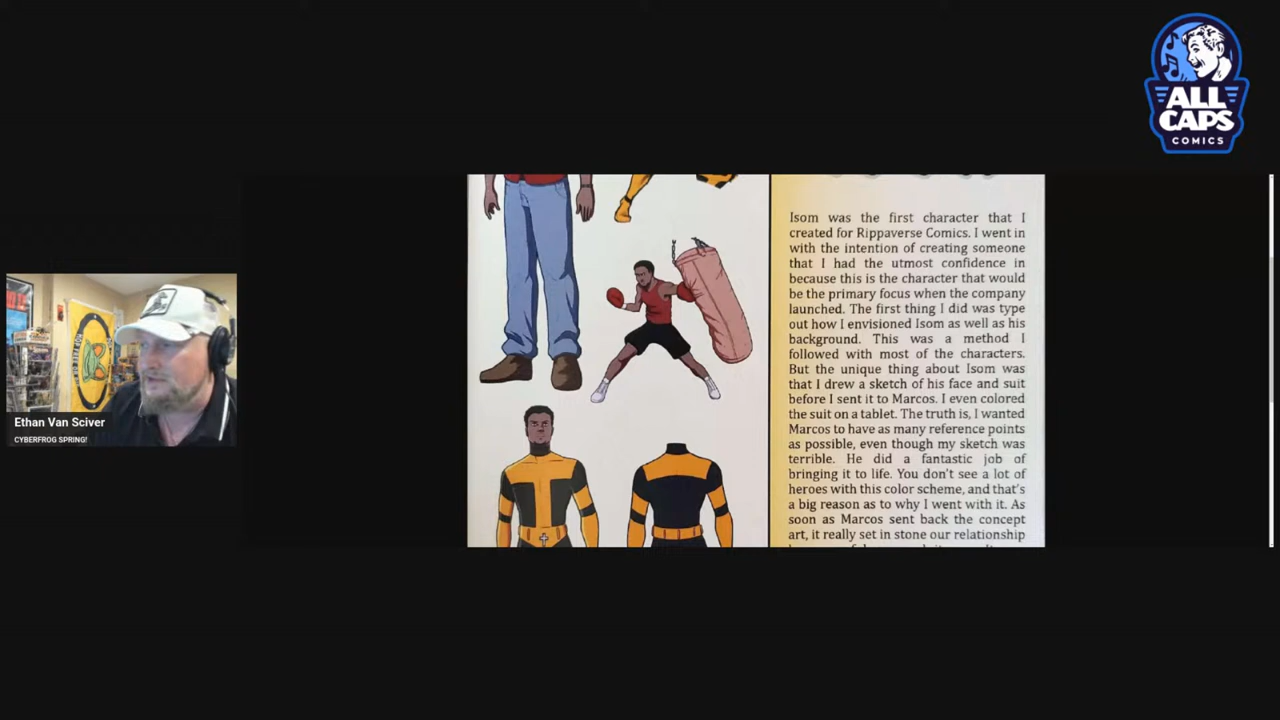 ALL
CAPS
COMICS
Isom was the first character that I
created for Rippaverse Comics. I went in
with the intention of creating someone
that I had the utmost confidence in
because this is the character that would
be the primary focus when the company
launched. The first thing I did was type
out how I envisioned Isom as well as his
background. This was a method I
followed with most of the characters.
But the unique thing about Isom was
that I drew a sketch of his face and suit
before I sent it to Marcos. I even colored
the suit on a tablet. The truth is, I wanted
Marcos to have as many reference points
as possible, even though my sketch was
terrible. He did a fantastic job of
bringing it to life. You don't see a lot of
heroes with this color scheme, and that's
a big reason as to why I went with it. As
soon as Marcos sent back the concept
art, it really set in stone our relationship
Ethan Van Sciver
CYBERFROG SPRING!